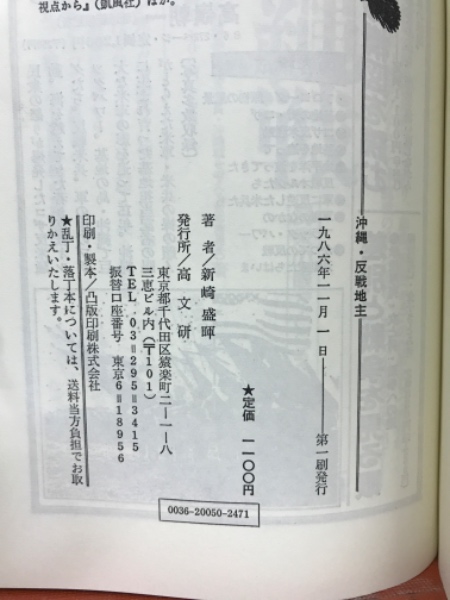 視点から』（凱風社）ほか。
沖縄・反戦地主
一九八六年一一月一日　第一刷発行
★定価　一一〇〇円
著者／新崎盛暉
発行所／高文研
東京都千代田区猿楽町二ー一ー八
三恵ビル内（〒101）
TEL 03＝295＝3415
振替口座番号　東京6＝18956
印刷・製本／凸版印刷株式会社
★乱丁・落丁本については、送料当方負担でお取
りかえいたします。
0036-20050-2471